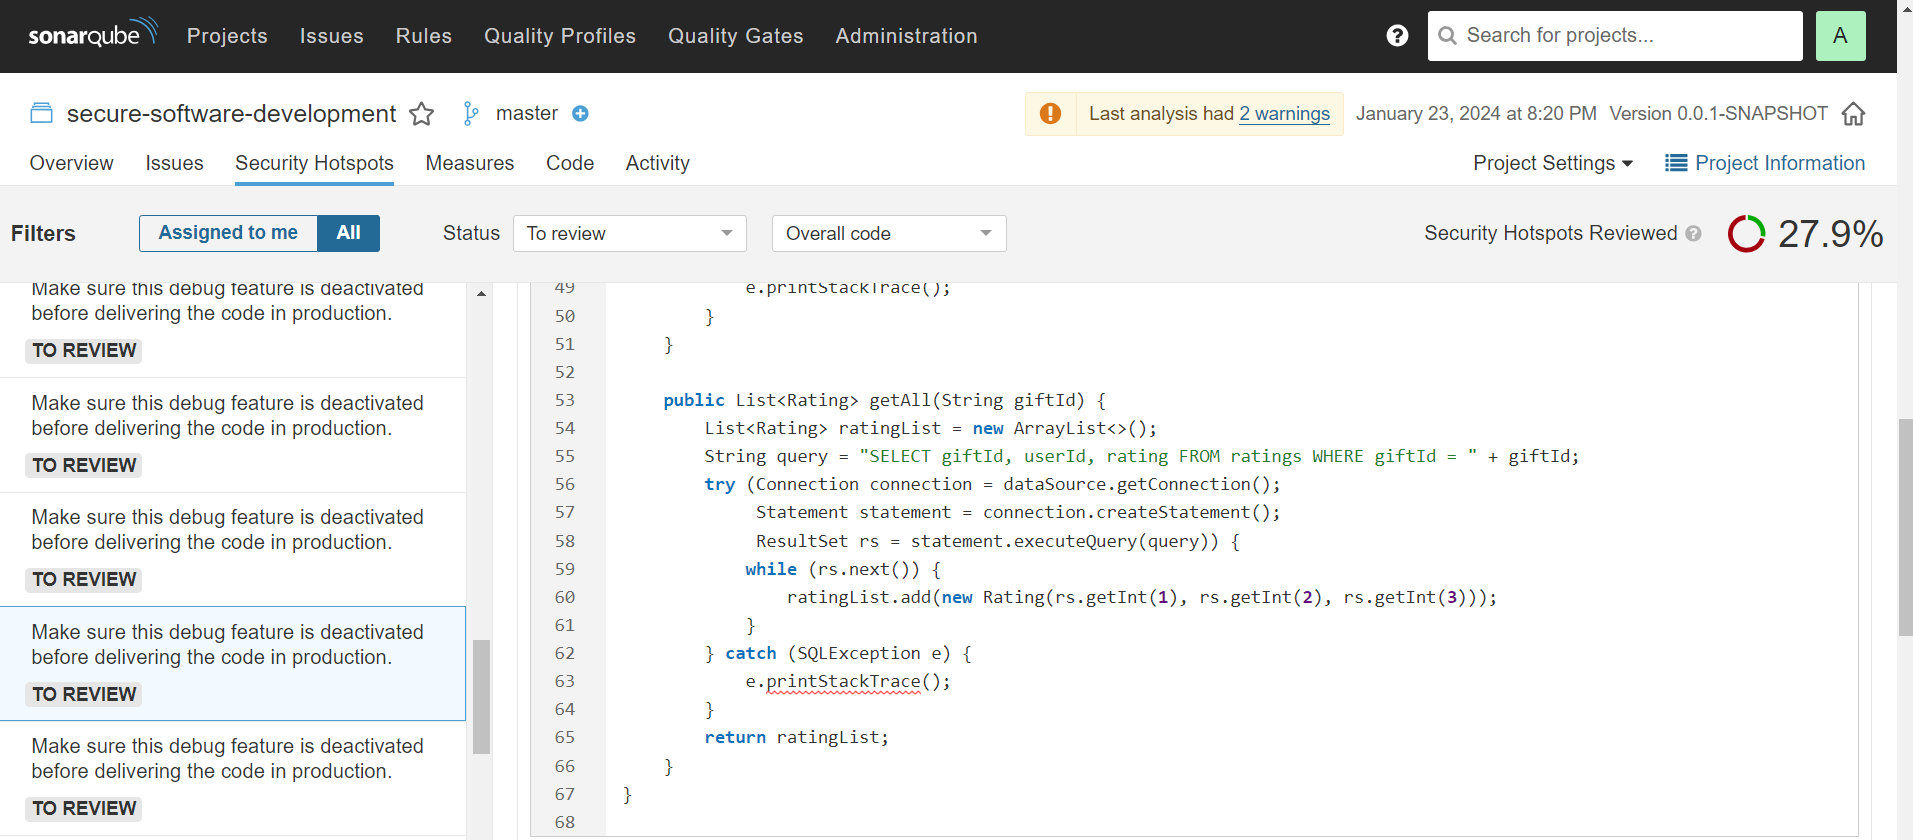 sonarqube Projects Issues Rules Quality Profiles Quality Gates Administration ? Search for projects... A
secure-software-development master Last analysis had 2 warnings January 23, 2024 at 8:20 PM Version 0.0.1-SNAPSHOT
Overview Issues Security Hotspots Measures Code Activity Project Settings Project Information
Filters Assigned to me All Status To review Overall code Security Hotspots Reviewed ? 27.9%
Make sure this debug feature is deactivated
before delivering the code in production.
TO REVIEW
Make sure this debug feature is deactivated
before delivering the code in production.
TO REVIEW
Make sure this debug feature is deactivated
before delivering the code in production.
TO REVIEW
Make sure this debug feature is deactivated
before delivering the code in production.
TO REVIEW
Make sure this debug feature is deactivated
before delivering the code in production.
TO REVIEW
49 e.printStackTrace();
50 }
51 }
52
53 public List<Rating> getAll(String giftId) {
54 List<Rating> ratingList = new ArrayList<>();
55 String query = "SELECT giftId, userId, rating FROM ratings WHERE giftId = " + giftId;
56 try (Connection connection = dataSource.getConnection();
57 Statement statement = connection.createStatement();
58 ResultSet rs = statement.executeQuery(query)) {
59 while (rs.next()) {
60 ratingList.add(new Rating(rs.getInt(1), rs.getInt(2), rs.getInt(3)));
61 }
62 } catch (SQLException e) {
63 e.printStackTrace();
64 }
65 return ratingList;
66 }
67 }
68